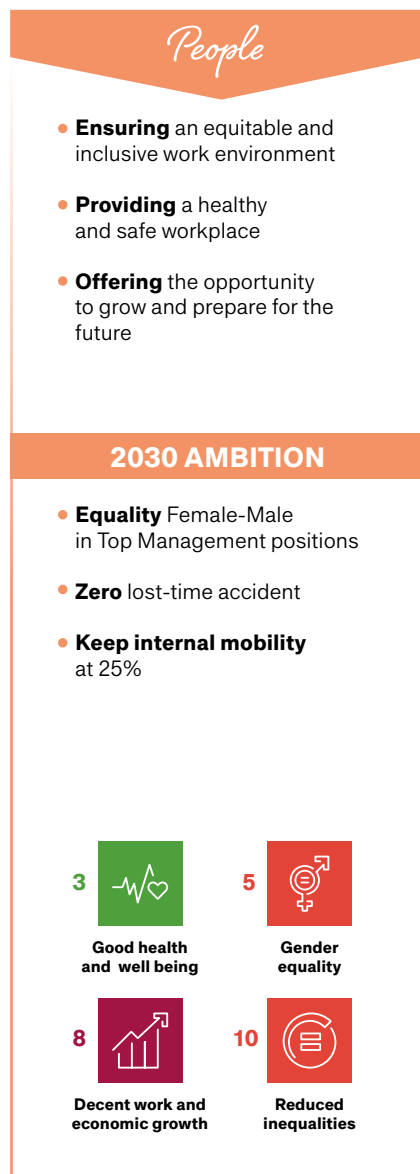 People
• Ensuring an equitable and
inclusive work environment
• Providing a healthy
and safe workplace
• Offering the opportunity
to grow and prepare for the
future
2030 AMBITION
• Equality Female-Male
in Top Management positions
• Zero lost-time accident
• Keep internal mobility
at 25%
3
Good health
and well being
5
Gender
equality
8
Decent work and
economic growth
10
Reduced
inequalities